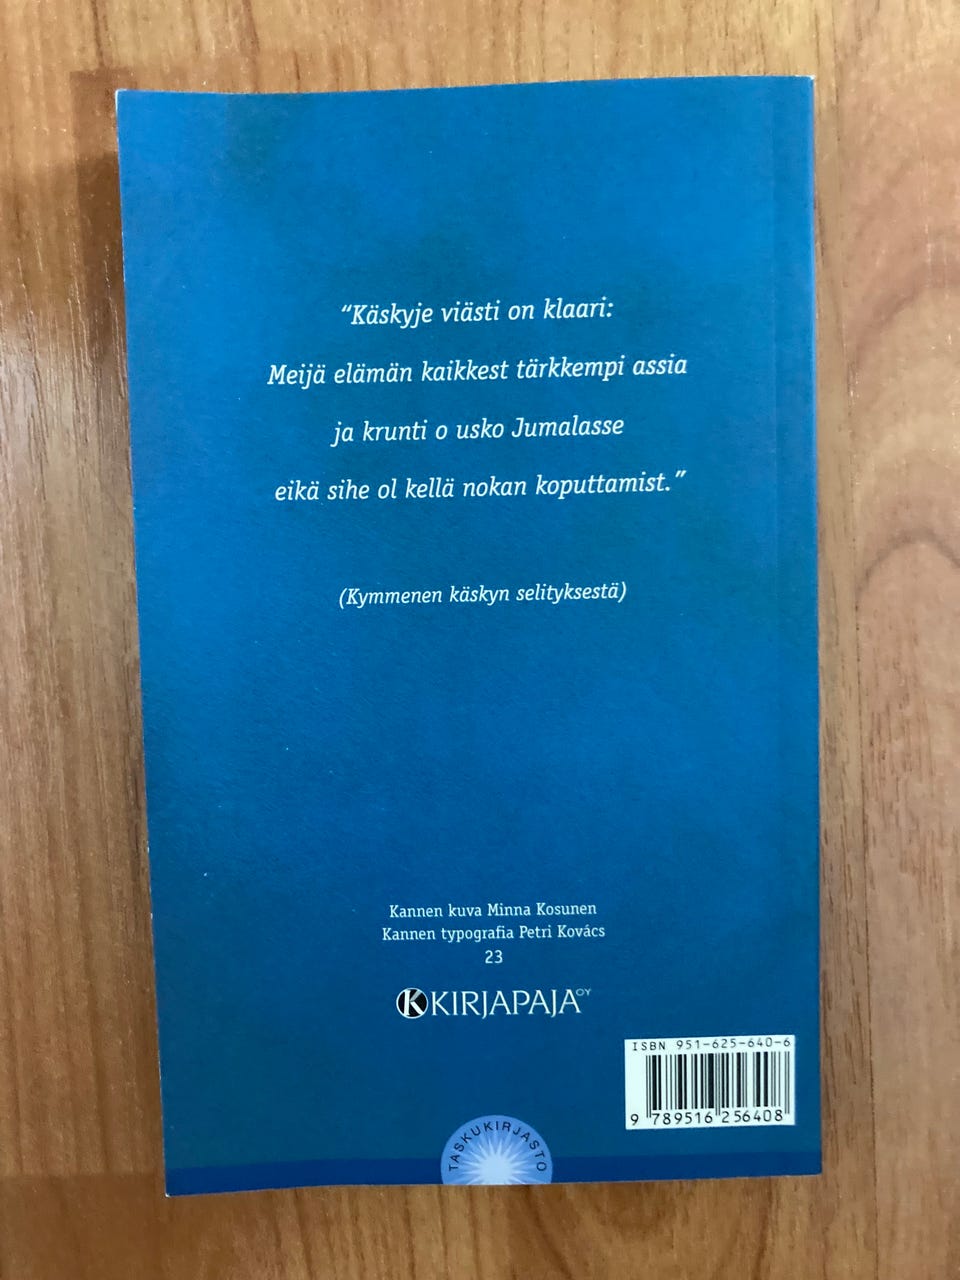 “Käskyje viästi on klaari:
Meijä elämän kaikkest tärkkempi assia
ja krunti o usko Jumalasse
eikä sihe ol kellä nokan koputtamist.”
(Kymmenen käskyn selityksestä)
Kannen kuva Minna Kosunen
Kannen typografia Petri Kovács
23
K KIRJAPAJA OY
ISBN 951-625-640-6
9 789516 256408
TASKUKIRJASTO